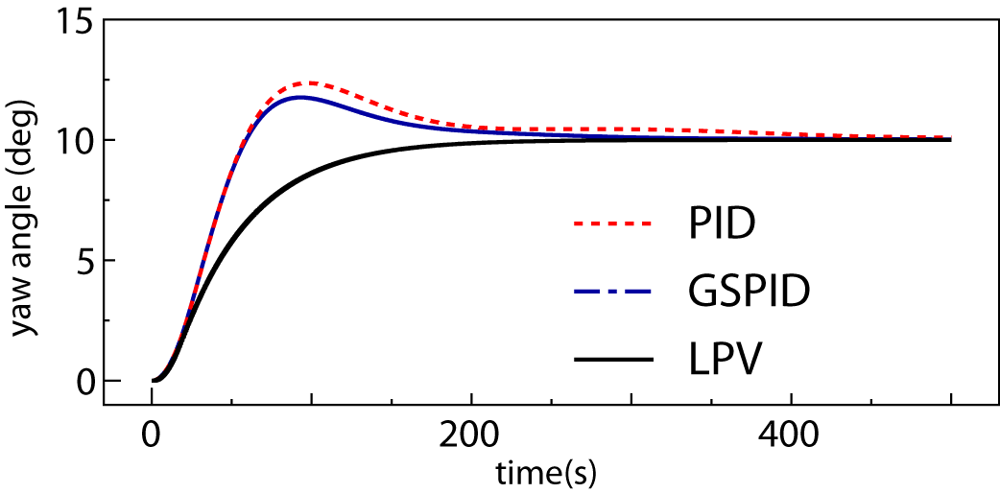 15
10
5
0
yaw angle (deg)
PID
GSPID
LPV
0 200 400
time(s)